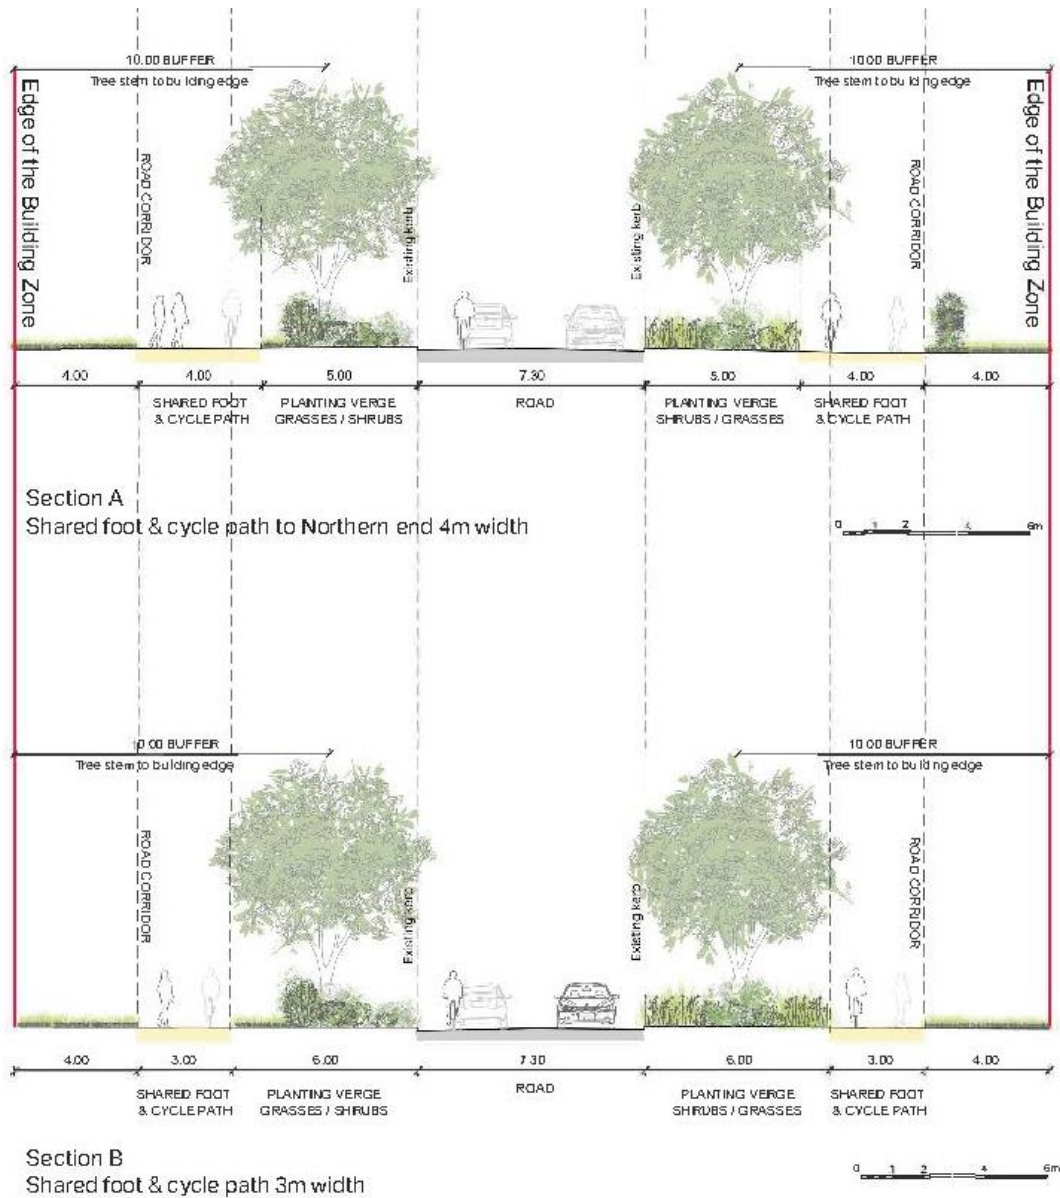 10.00 BUFFER
Tree stem to building edge
1000 BUFFER
Tree stem to building edge
Edge of the Building Zone
ROAD CORRIDOR
Existing kerb
Existing kerb
ROAD CORRIDOR
Edge of the Building Zone
4.00 4.00 5.00 7.30 5.00 4.00 4.00
SHARED FOOT
& CYCLE PATH
PLANTING VERGE
GRASSES / SHRUBS
ROAD
PLANTING VERGE
SHRUBS / GRASSES
SHARED FOOT
& CYCLE PATH
Section A
Shared foot & cycle path to Northern end 4m width
0 1 2 6m
10.00 BUFFER
Tree stem to building edge
10.00 BUFFER
Tree stem to building edge
ROAD CORRIDOR
Existing kerb
Existing kerb
ROAD CORRIDOR
4.00 3.00 6.00 7.30 6.00 3.00 4.00
SHARED FOOT
& CYCLE PATH
PLANTING VERGE
GRASSES / SHRUBS
ROAD
PLANTING VERGE
SHRUBS / GRASSES
SHARED FOOT
& CYCLE PATH
Section B
Shared foot & cycle path 3m width
0 1 2 4 6m